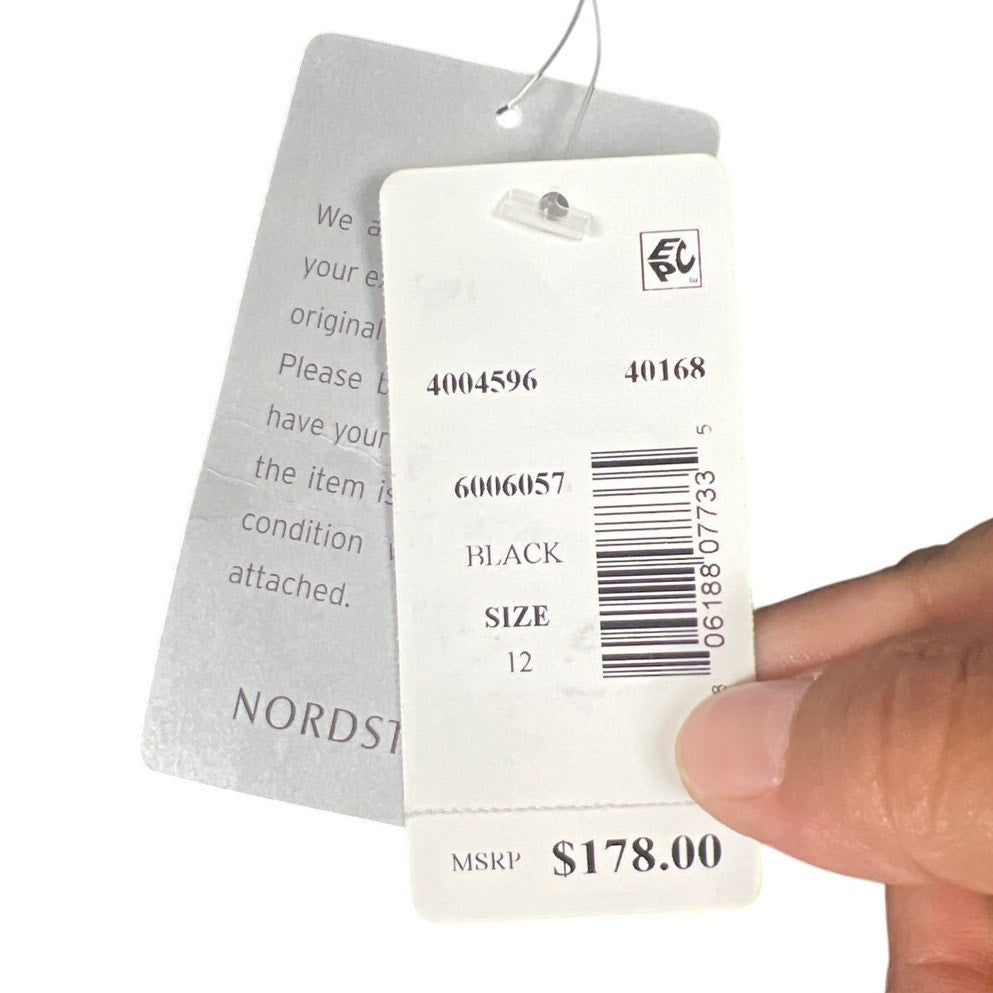 We a
your e
original
Please b
have your
the item is
condition
attached.
NORDST
EPC
4004596 40168
6006057
BLACK
SIZE
12
8 06188 07733 5
MSRP $178.00